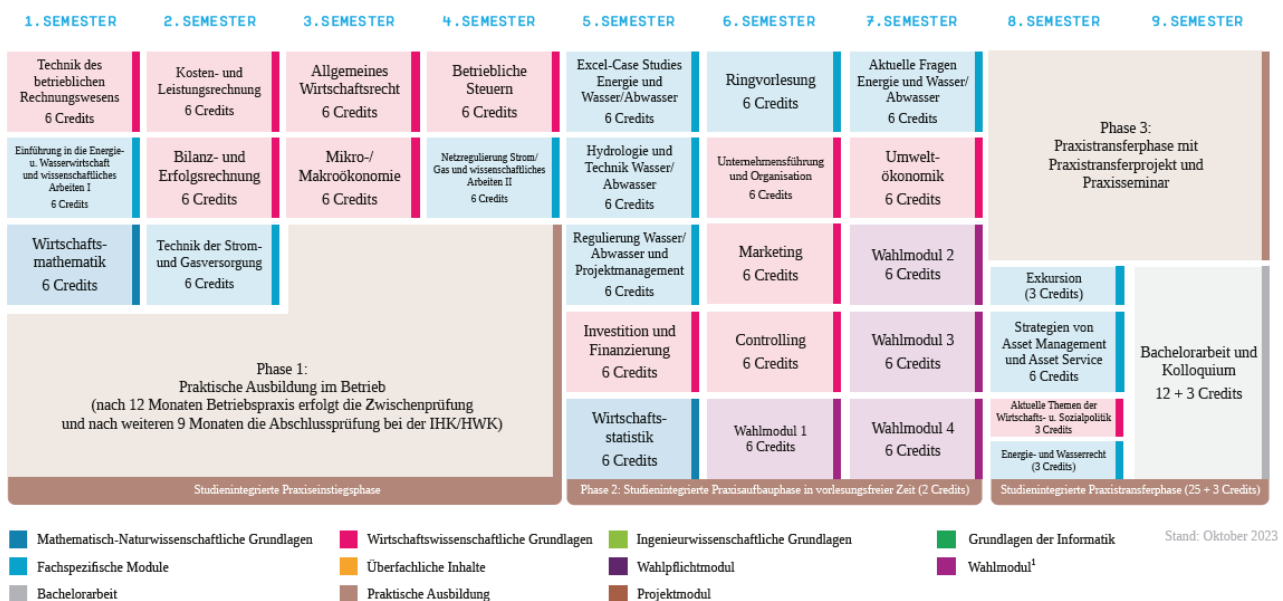 1.SEMESTER
2.SEMESTER
3.SEMESTER
4.SEMESTER
5.SEMESTER
6.SEMESTER
7.SEMESTER
8.SEMESTER
9.SEMESTER
Technik des
betrieblichen
Rechnungswesens
6 Credits
Kosten- und
Leistungsrechnung
6 Credits
Allgemeines
Wirtschaftsrecht
6 Credits
Betriebliche
Steuern
6 Credits
Excel-Case Studies
Energie und
Wasser/Abwasser
6 Credits
Ringvorlesung
6 Credits
Aktuelle Fragen
Energie und Wasser/
Abwasser
6 Credits
Phase 3:
Praxistransferphase mit
Praxistransferprojekt und
Praxisseminar
Einführung in die Energie-
u. Wasserwirtschaft
und wissenschaftliches
Arbeiten I
6 Credits
Bilanz- und
Erfolgsrechnung
6 Credits
Mikro-/
Makroökonomie
6 Credits
Netzregulierung Strom/
Gas und wissenschaftliches
Arbeiten II
6 Credits
Hydrologie und
Technik Wasser/
Abwasser
6 Credits
Unternehmensführung
und Organisation
6 Credits
Umwelt-
ökonomik
6 Credits
Wirtschafts-
mathematik
6 Credits
Technik der Strom-
und Gasversorgung
6 Credits
Regulierung Wasser/
Abwasser und
Projektmanagement
6 Credits
Marketing
6 Credits
Wahlmodul 2
6 Credits
Exkursion
(3 Credits)
Phase 1:
Praktische Ausbildung im Betrieb
(nach 12 Monaten Betriebspraxis erfolgt die Zwischenprüfung
und nach weiteren 9 Monaten die Abschlussprüfung bei der IHK/HWK)
Investition und
Finanzierung
6 Credits
Controlling
6 Credits
Wahlmodul 3
6 Credits
Strategien von
Asset Management
und Asset Service
6 Credits
Bachelorarbeit und
Kolloquium
12 + 3 Credits
Wirtschafts-
statistik
6 Credits
Wahlmodul 1
6 Credits
Wahlmodul 4
6 Credits
Aktuelle Themen der
Wirtschafts- u. Sozialpolitik
3 Credits
Energie- und Wasserrecht
(3 Credits)
Studienintegrierte Praxiseinstiegsphase
Phase 2: Studienintegrierte Praxisaufbauphase in vorlesungsfreier Zeit (2 Credits)
Studienintegrierte Praxistransferphase (25 + 3 Credits)
Mathematisch-Naturwissenschaftliche Grundlagen
Wirtschaftswissenschaftliche Grundlagen
Ingenieurwissenschaftliche Grundlagen
Grundlagen der Informatik
Stand: Oktober 2023
Fachspezifische Module
Überfachliche Inhalte
Wahlpflichtmodul
Wahlmodul¹
Bachelorarbeit
Praktische Ausbildung
Projektmodul